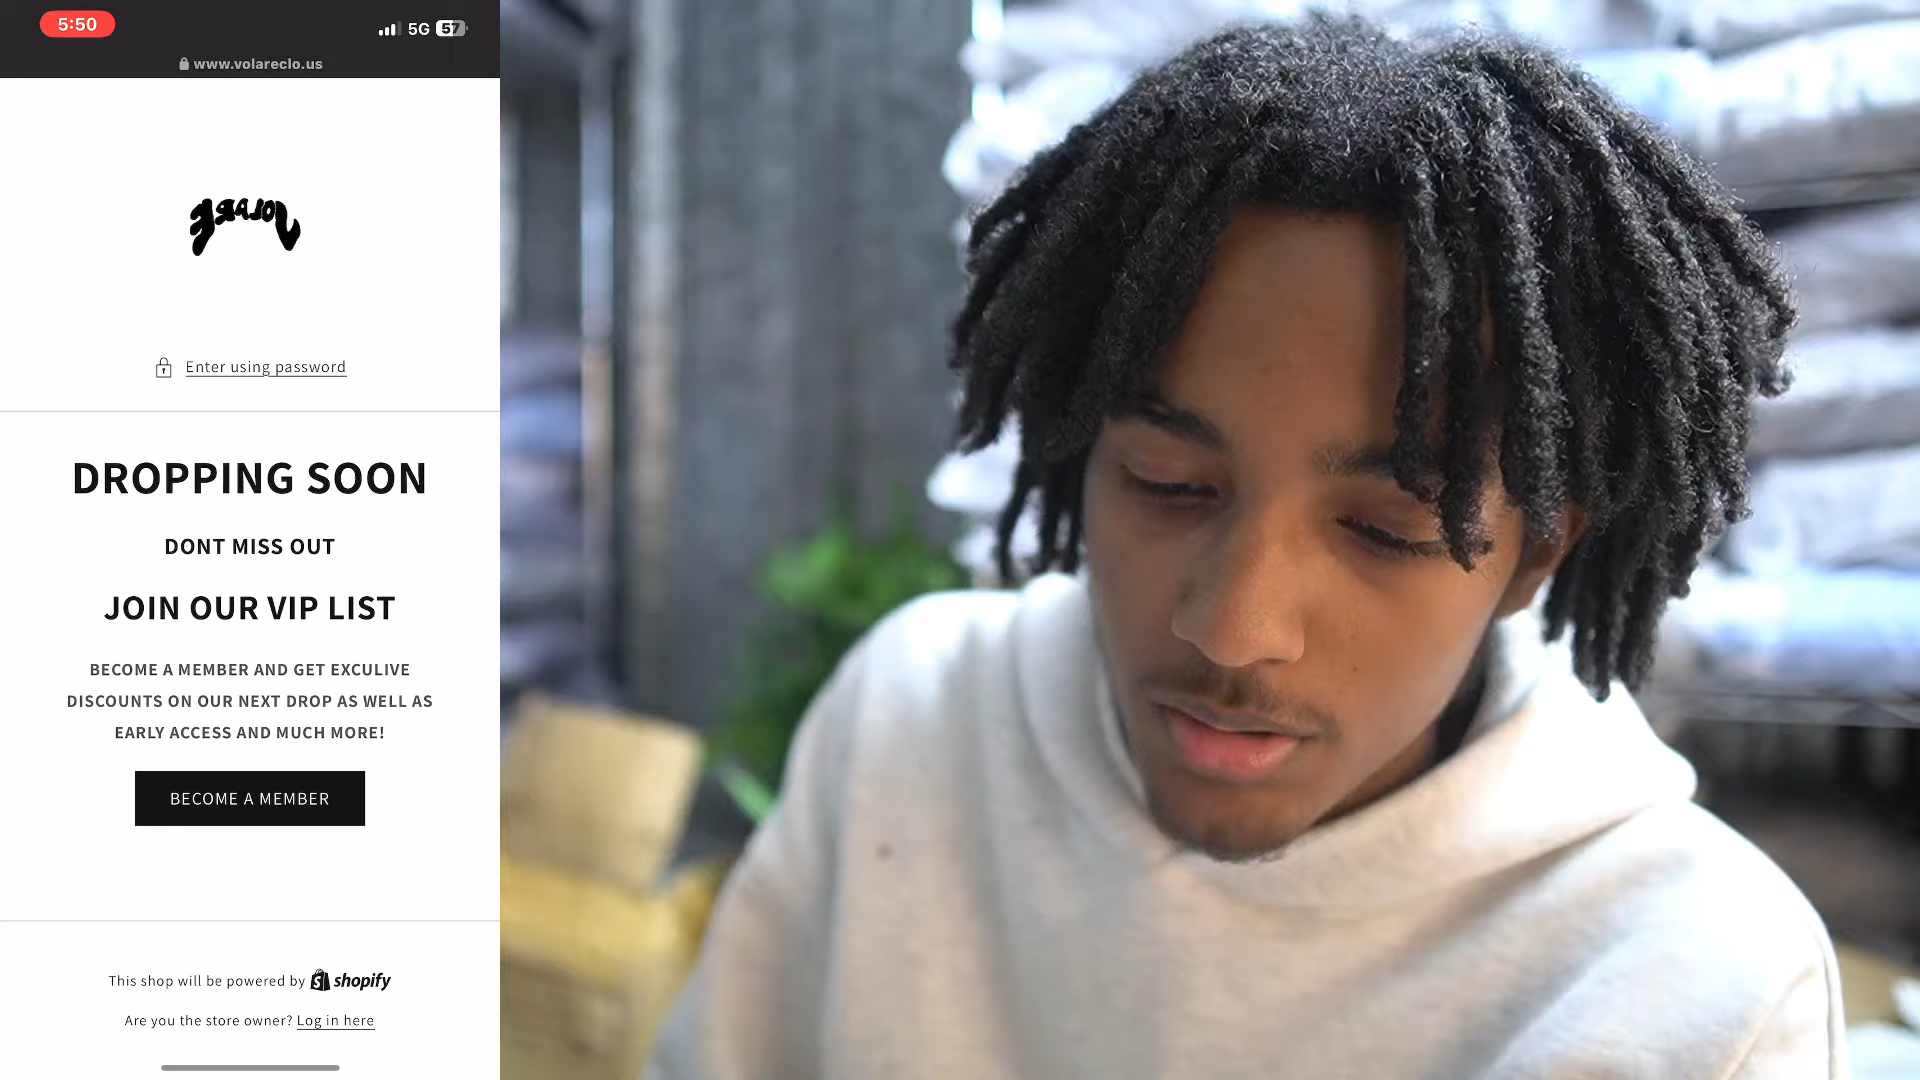 5:50
5G
57
www.volareclo.us
Volare
Enter using password
DROPPING SOON
DONT MISS OUT
JOIN OUR VIP LIST
BECOME A MEMBER AND GET EXCULIVE
DISCOUNTS ON OUR NEXT DROP AS WELL AS
EARLY ACCESS AND MUCH MORE!
BECOME A MEMBER
This shop will be powered by shopify
Are you the store owner? Log in here